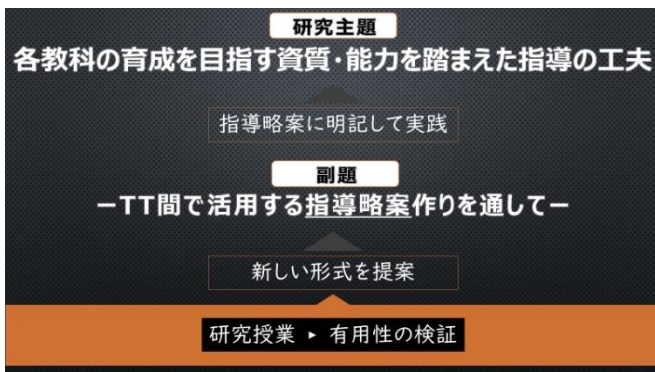 研究主題
各教科の育成を目指す資質・能力を踏まえた指導の工夫
指導略案に明記して実践
副題
－TT間で活用する指導略案作りを通して－
新しい形式を提案
研究授業 ▸ 有用性の検証